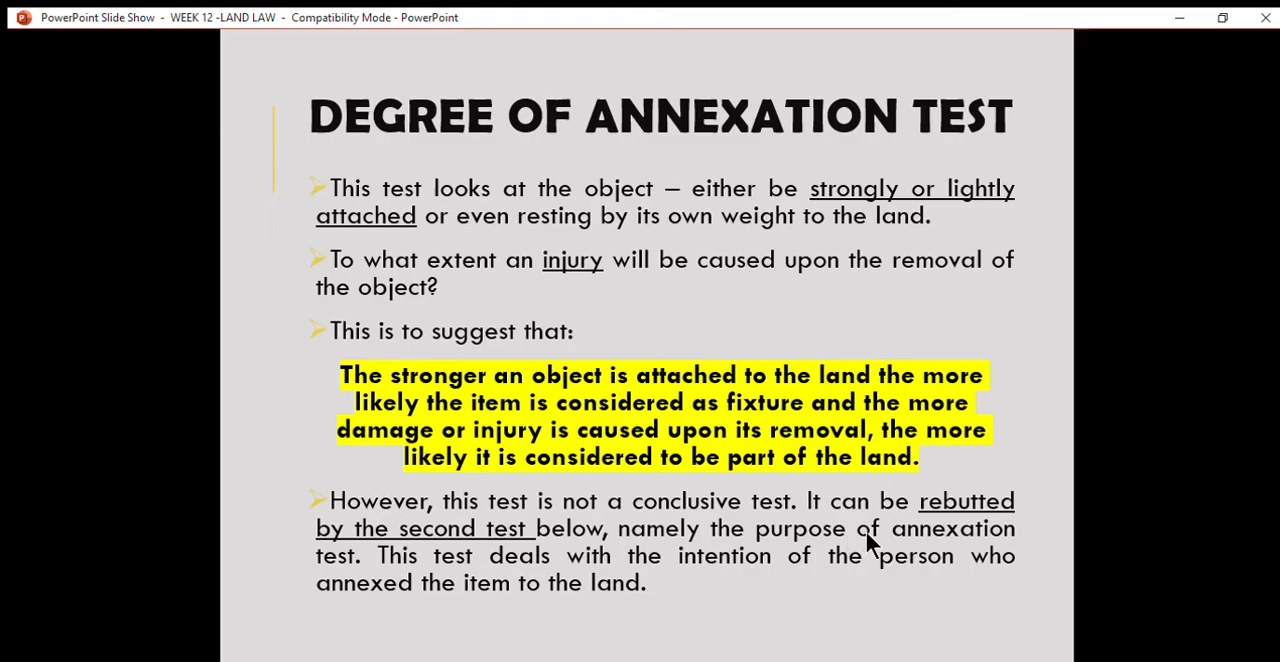 PowerPoint Slide Show - WEEK 12 -LAND LAW - Compatibility Mode - PowerPoint
DEGREE OF ANNEXATION TEST
This test looks at the object – either be strongly or lightly
attached or even resting by its own weight to the land.
To what extent an injury will be caused upon the removal of
the object?
This is to suggest that:
The stronger an object is attached to the land the more
likely the item is considered as fixture and the more
damage or injury is caused upon its removal, the more
likely it is considered to be part of the land.
However, this test is not a conclusive test. It can be rebutted
by the second test below, namely the purpose of annexation
test. This test deals with the intention of the person who
annexed the item to the land.